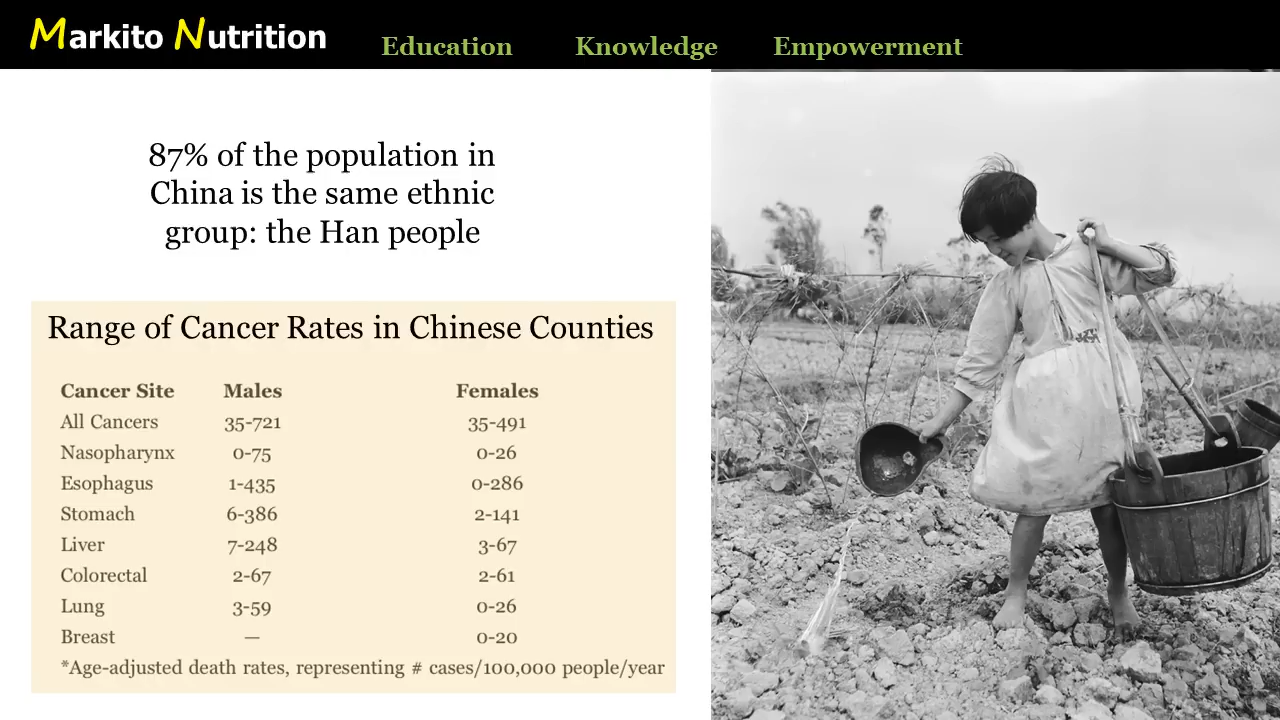 Markito Nutrition
Education Knowledge Empowerment
87% of the population in
China is the same ethnic
group: the Han people
Range of Cancer Rates in Chinese Counties
Cancer Site Males Females
All Cancers 35-721 35-491
Nasopharynx 0-75 0-26
Esophagus 1-435 0-286
Stomach 6-386 2-141
Liver 7-248 3-67
Colorectal 2-67 2-61
Lung 3-59 0-26
Breast — 0-20
*Age-adjusted death rates, representing # cases/100,000 people/year